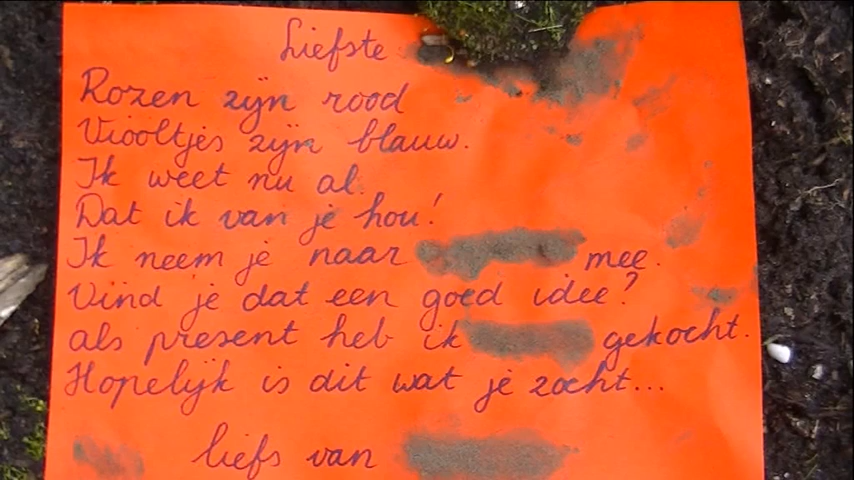 Liefste
Rozen zijn rood
Viooltjes zijn blauw.
Ik weet nu al.
Dat ik van je hou!
Ik neem je naar mee.
Vind je dat een goed idee?
als present heb ik gekocht.
Hopelijk is dit wat je zocht...
liefs van